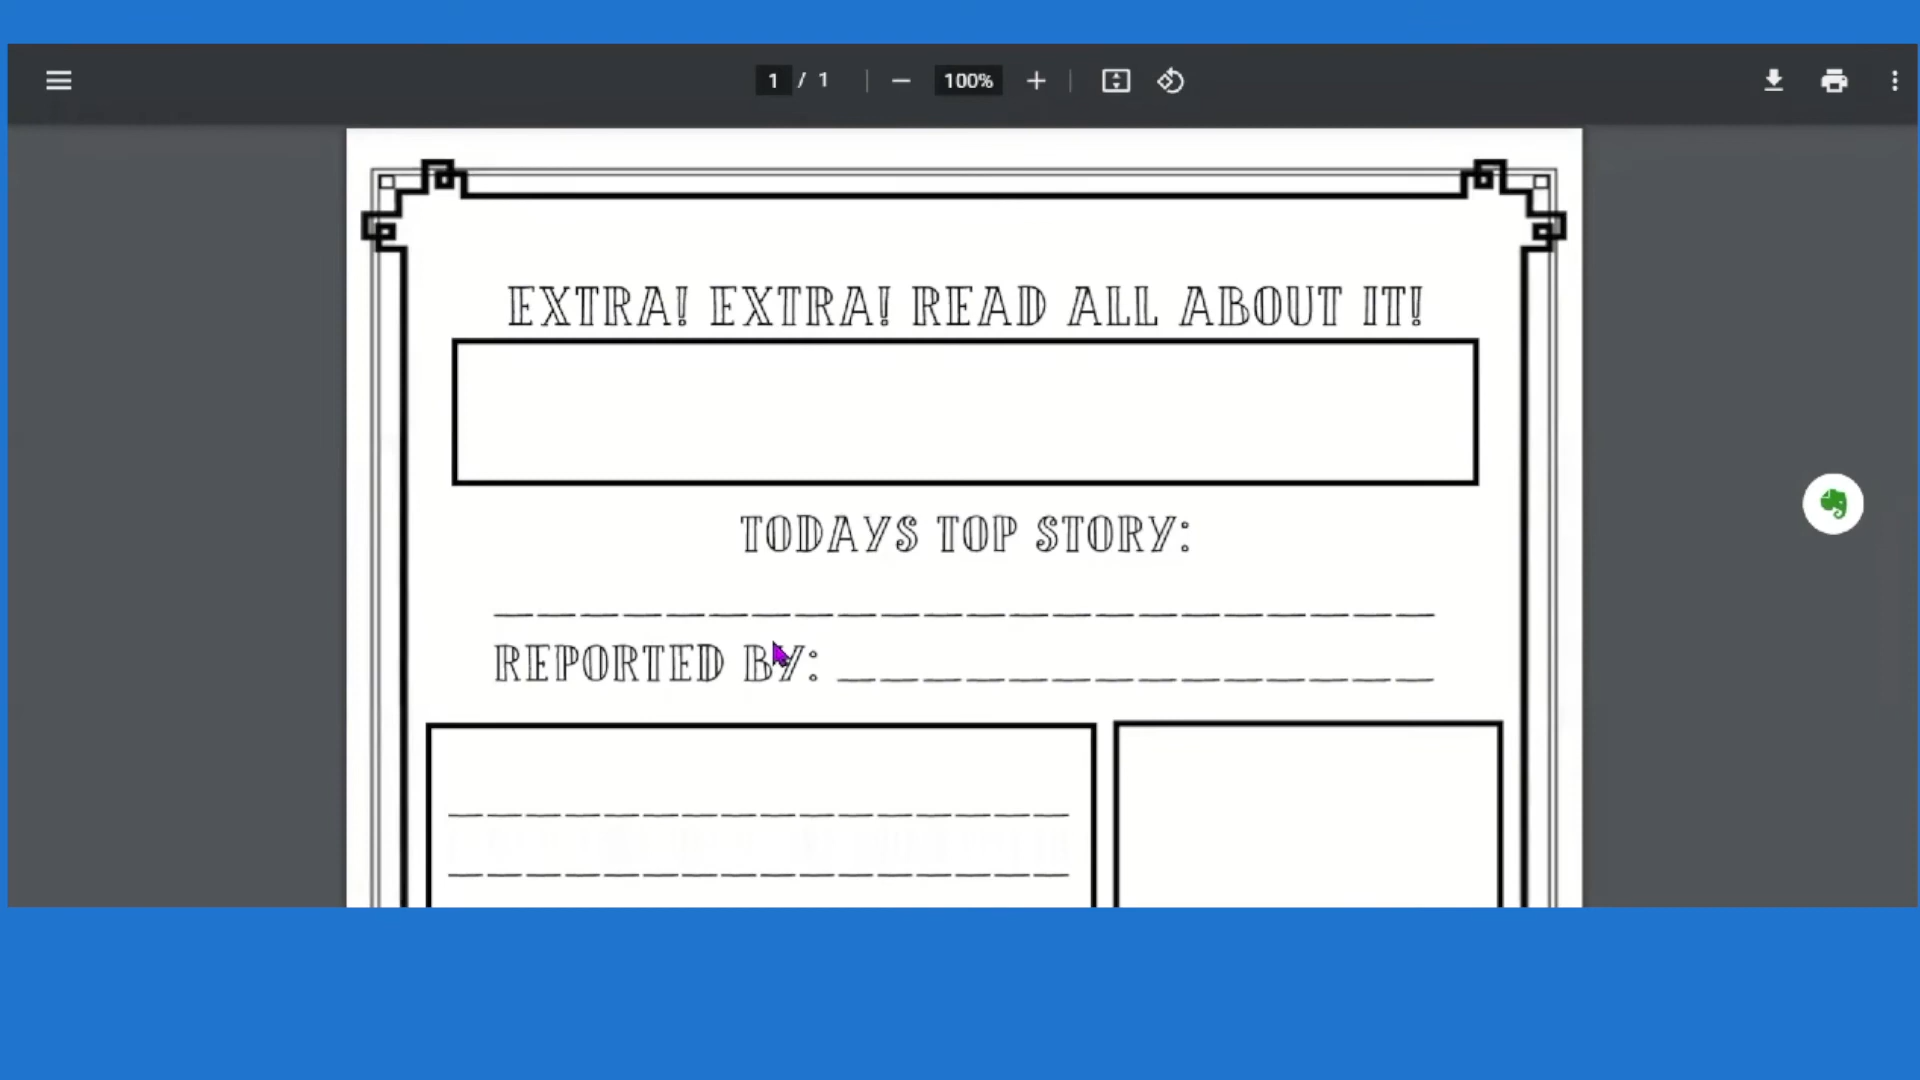 1 / 1 100%
EXTRA! EXTRA! READ ALL ABOUT IT!
TODAYS TOP STORY:
REPORTED BY: